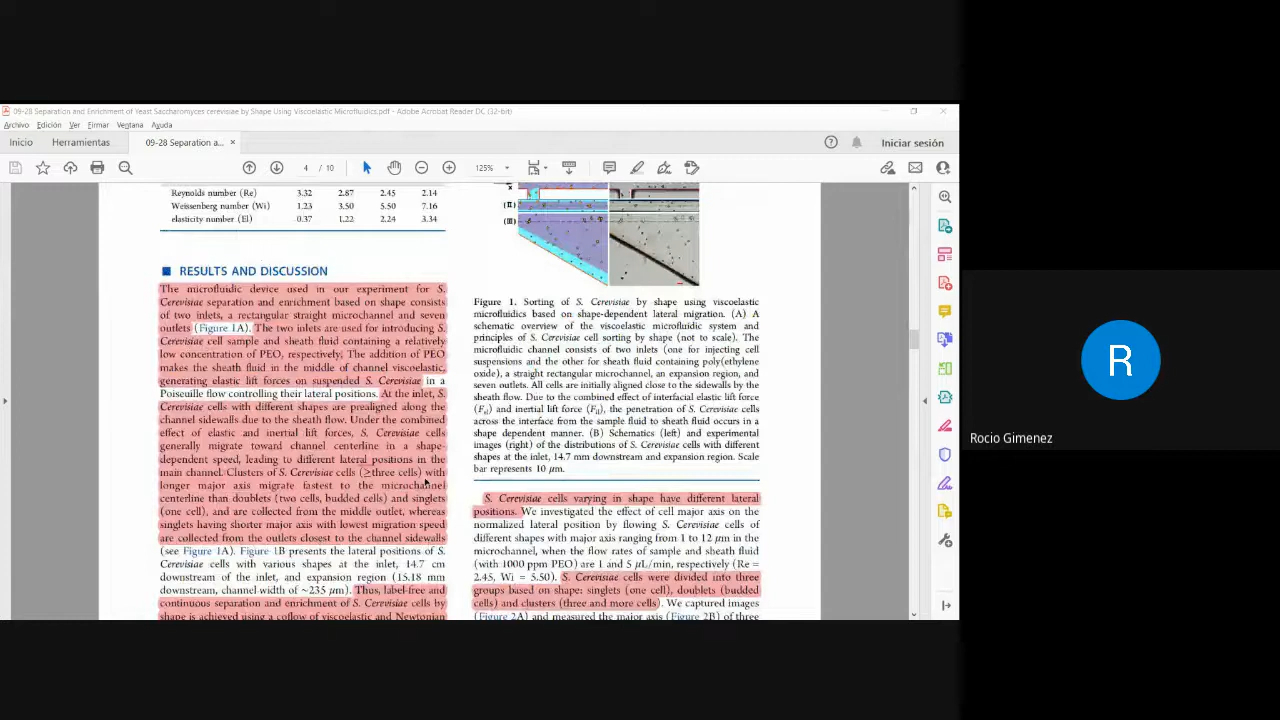 09-28 Separation and Enrichment of Yeast Saccharomyces cerevisiae by Shape Using Viscoelastic Microfluidics.pdf - Adobe Acrobat Reader DC (32-bit)
Archivo Edición Ver Firmar Ventana Ayuda
Inicio Herramientas 09-28 Separation a... × Iniciar sesión
4 / 10 125%
Reynolds number (Re) 3.32 2.87 2.45 2.14
Weissenberg number (Wi) 1.23 3.50 5.50 7.16
elasticity number (El) 0.37 1.22 2.24 3.34
RESULTS AND DISCUSSION
The microfluidic device used in our experiment for S.
Cerevisiae separation and enrichment based on shape consists
of two inlets, a rectangular straight microchannel and seven
outlets (Figure 1A). The two inlets are used for introducing S.
Cerevisiae cell sample and sheath fluid containing a relatively
low concentration of PEO, respectively. The addition of PEO
makes the sheath fluid in the middle of channel viscoelastic,
generating elastic lift forces on suspended S. Cerevisiae in a
Poiseuille flow controlling their lateral positions. At the inlet, S.
Cerevisiae cells with different shapes are prealigned along the
channel sidewalls due to the sheath flow. Under the combined
effect of elastic and inertial lift forces, S. Cerevisiae cells
generally migrate toward channel centerline in a shape-
dependent speed, leading to different lateral positions in the
main channel. Clusters of S. Cerevisiae cells (≥three cells) with
longer major axis migrate fastest to the microchannel
centerline than doublets (two cells, budded cells) and singlets
(one cell), and are collected from the middle outlet, whereas
singlets having shorter major axis with lowest migration speed
are collected from the outlets closest to the channel sidewalls
(see Figure 1A). Figure 1B presents the lateral positions of S.
Cerevisiae cells with various shapes at the inlet, 14.7 cm
downstream of the inlet, and expansion region (15.18 mm
downstream, channel width of ~235 μm). Thus, label-free and
continuous separation and enrichment of S. Cerevisiae cells by
shape is achieved using a coflow of viscoelastic and Newtonian
(II)
(III)
Figure 1. Sorting of S. Cerevisiae by shape using viscoelastic
microfluidics based on shape-dependent lateral migration. (A) A
schematic overview of the viscoelastic microfluidic system and
principles of S. Cerevisiae cell sorting by shape (not to scale). The
microfluidic channel consists of two inlets (one for injecting cell
suspensions and the other for sheath fluid containing poly(ethylene
oxide), a straight rectangular microchannel, an expansion region, and
seven outlets. All cells are initially aligned close to the sidewalls by the
sheath flow. Due to the combined effect of interfacial elastic lift force
and inertial lift force the penetration of S. Cerevisiae cells
across the interface from the sample fluid to sheath fluid occurs in a
shape dependent manner. (B) Schematics (left) and experimental
images (right) of the distributions of S. Cerevisiae cells with different
shapes at the inlet, 14.7 mm downstream and expansion region. Scale
bar represents 10 μm.
S. Cerevisiae cells varying in shape have different lateral
positions. We investigated the effect of cell major axis on the
normalized lateral position by flowing S. Cerevisiae cells of
different shapes with major axis ranging from 1 to 12 μm in the
microchannel, when the flow rates of sample and sheath fluid
(with 1000 ppm PEO) are 1 and 5 μL/min, respectively (Re =
2.45, Wi = 5.50). S. Cerevisiae cells were divided into three
groups based on shape: singlets (one cell), doublets (budded
cells) and clusters (three and more cells). We captured images
(Figure 2A) and measured the major axis (Figure 2B) of three
R
Rocio Gimenez